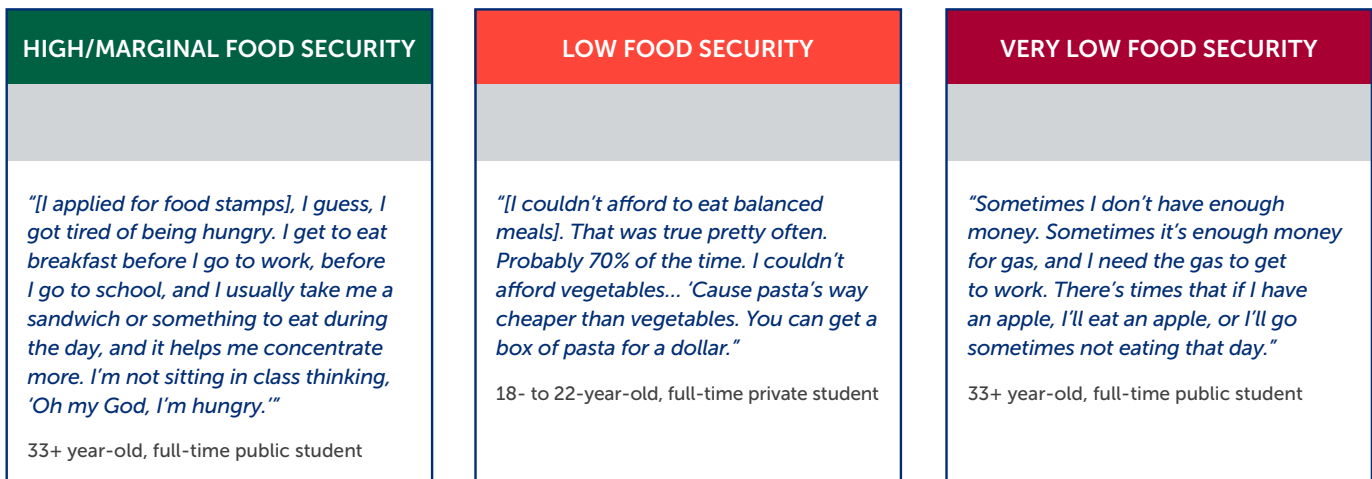 HIGH/MARGINAL FOOD SECURITY
“[I applied for food stamps], I guess, I
got tired of being hungry. I get to eat
breakfast before I go to work, before
I go to school, and I usually take me a
sandwich or something to eat during
the day, and it helps me concentrate
more. I’m not sitting in class thinking,
‘Oh my God, I’m hungry.’”
33+ year-old, full-time public student
LOW FOOD SECURITY
“[I couldn’t afford to eat balanced
meals]. That was true pretty often.
Probably 70% of the time. I couldn’t
afford vegetables... ‘Cause pasta’s way
cheaper than vegetables. You can get a
box of pasta for a dollar.”
18- to 22-year-old, full-time private student
VERY LOW FOOD SECURITY
“Sometimes I don’t have enough
money. Sometimes it’s enough money
for gas, and I need the gas to get
to work. There’s times that if I have
an apple, I’ll eat an apple, or I’ll go
sometimes not eating that day.”
33+ year-old, full-time public student